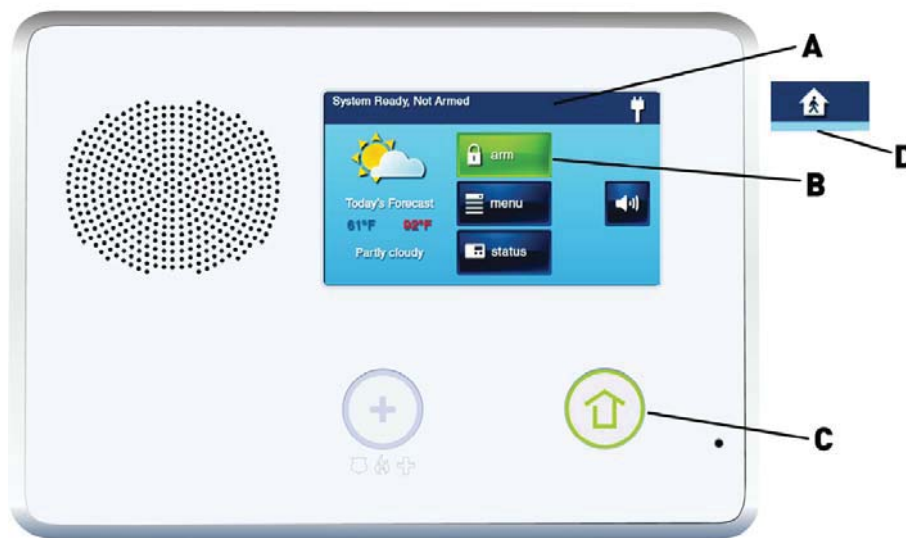 System Ready, Not Armed
A
D
arm
B
Today's Forecast
menu
61°F 92°F
Partly cloudy
status
C